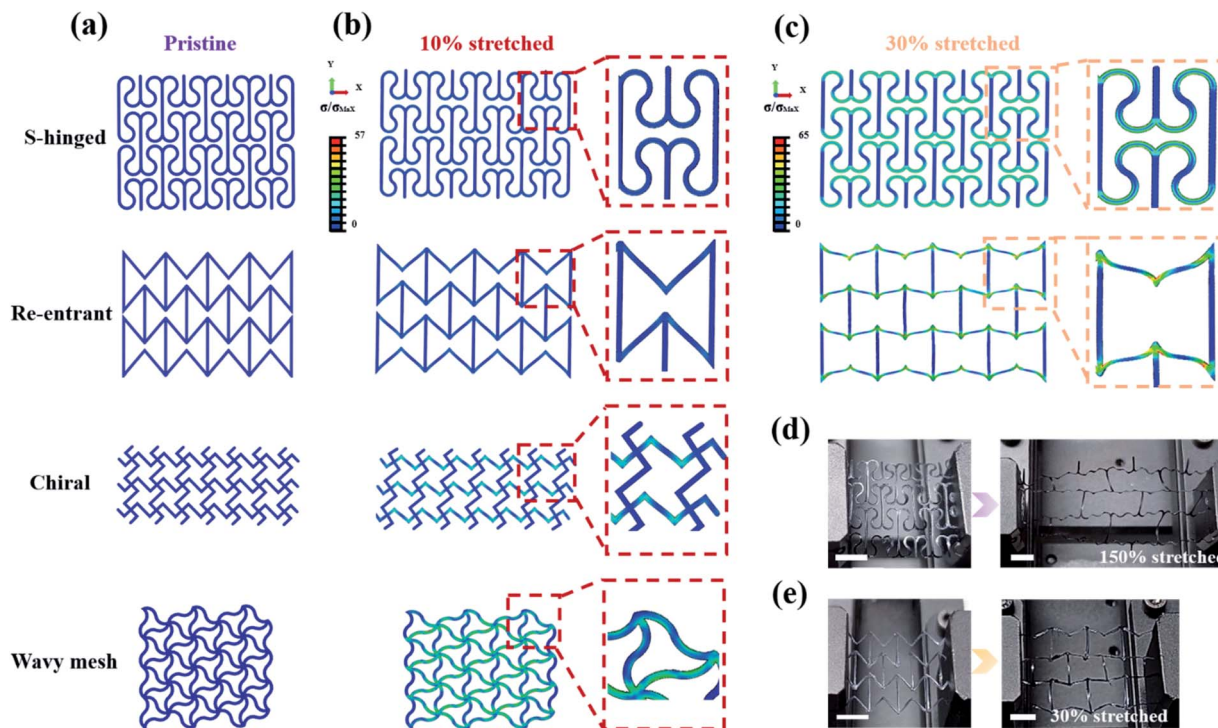 (a)
Pristine
(b)
10% stretched
(c)
30% stretched
Y
X
σ/σMax
57
0
Y
X
σ/σMax
65
0
S-hinged
Re-entrant
Chiral
Wavy mesh
(d)
150% stretched
(e)
30% stretched